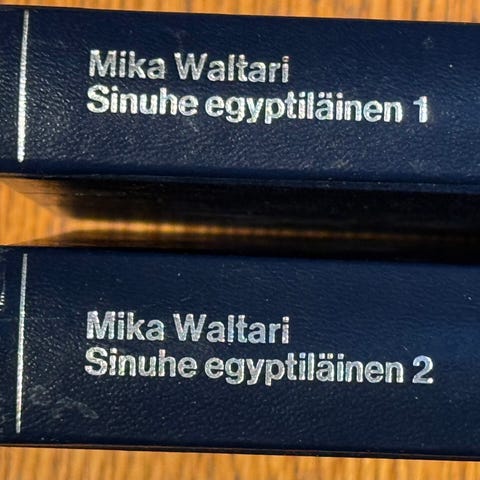 Mika Waltari
Sinuhe egyptiläinen 1
Mika Waltari
Sinuhe egyptiläinen 2